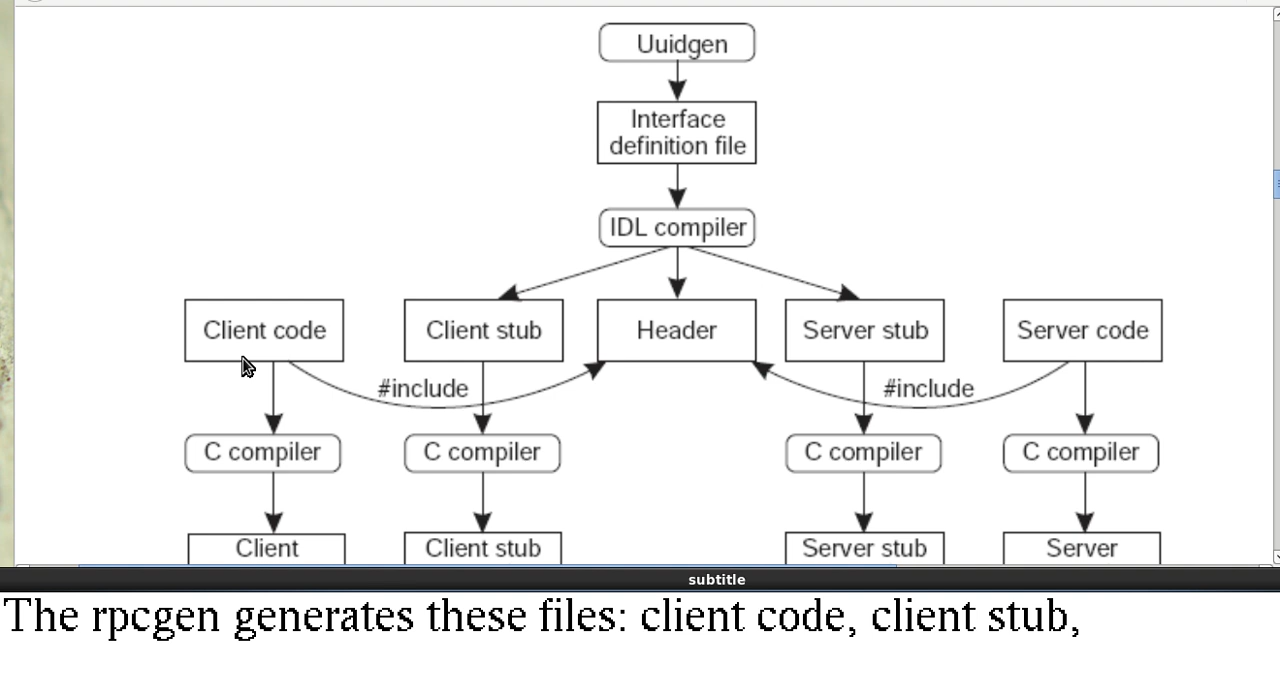 Uuidgen
Interface
definition file
IDL compiler
Client code
Client stub
Header
Server stub
Server code
#include
#include
C compiler
C compiler
C compiler
C compiler
Client
Client stub
Server stub
Server
subtitle
The rpcgen generates these files: client code, client stub,